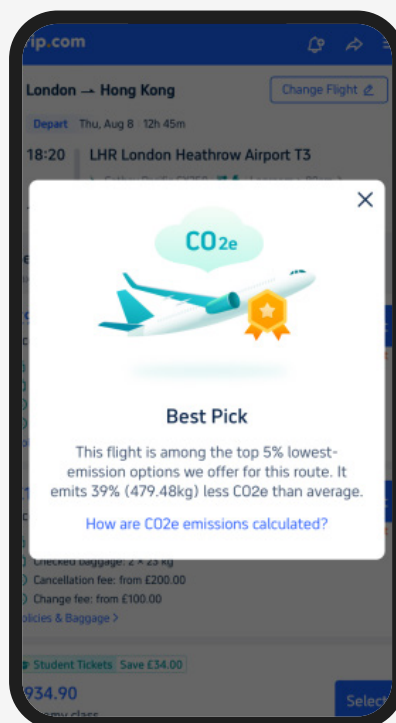 rip.com
London → Hong Kong
Change Flight
Depart Thu, Aug 8 12h 45m
18:20 LHR London Heathrow Airport T3
CO2e
Best Pick
This flight is among the top 5% lowest-
emission options we offer for this route. It
emits 39% (479.48kg) less CO2e than average.
How are CO2e emissions calculated?
Checked baggage: 2 × 23 kg
Cancellation fee: from £200.00
Change fee: from £100.00
olicies & Baggage >
Student Tickets Save £34.00
934.90
Select